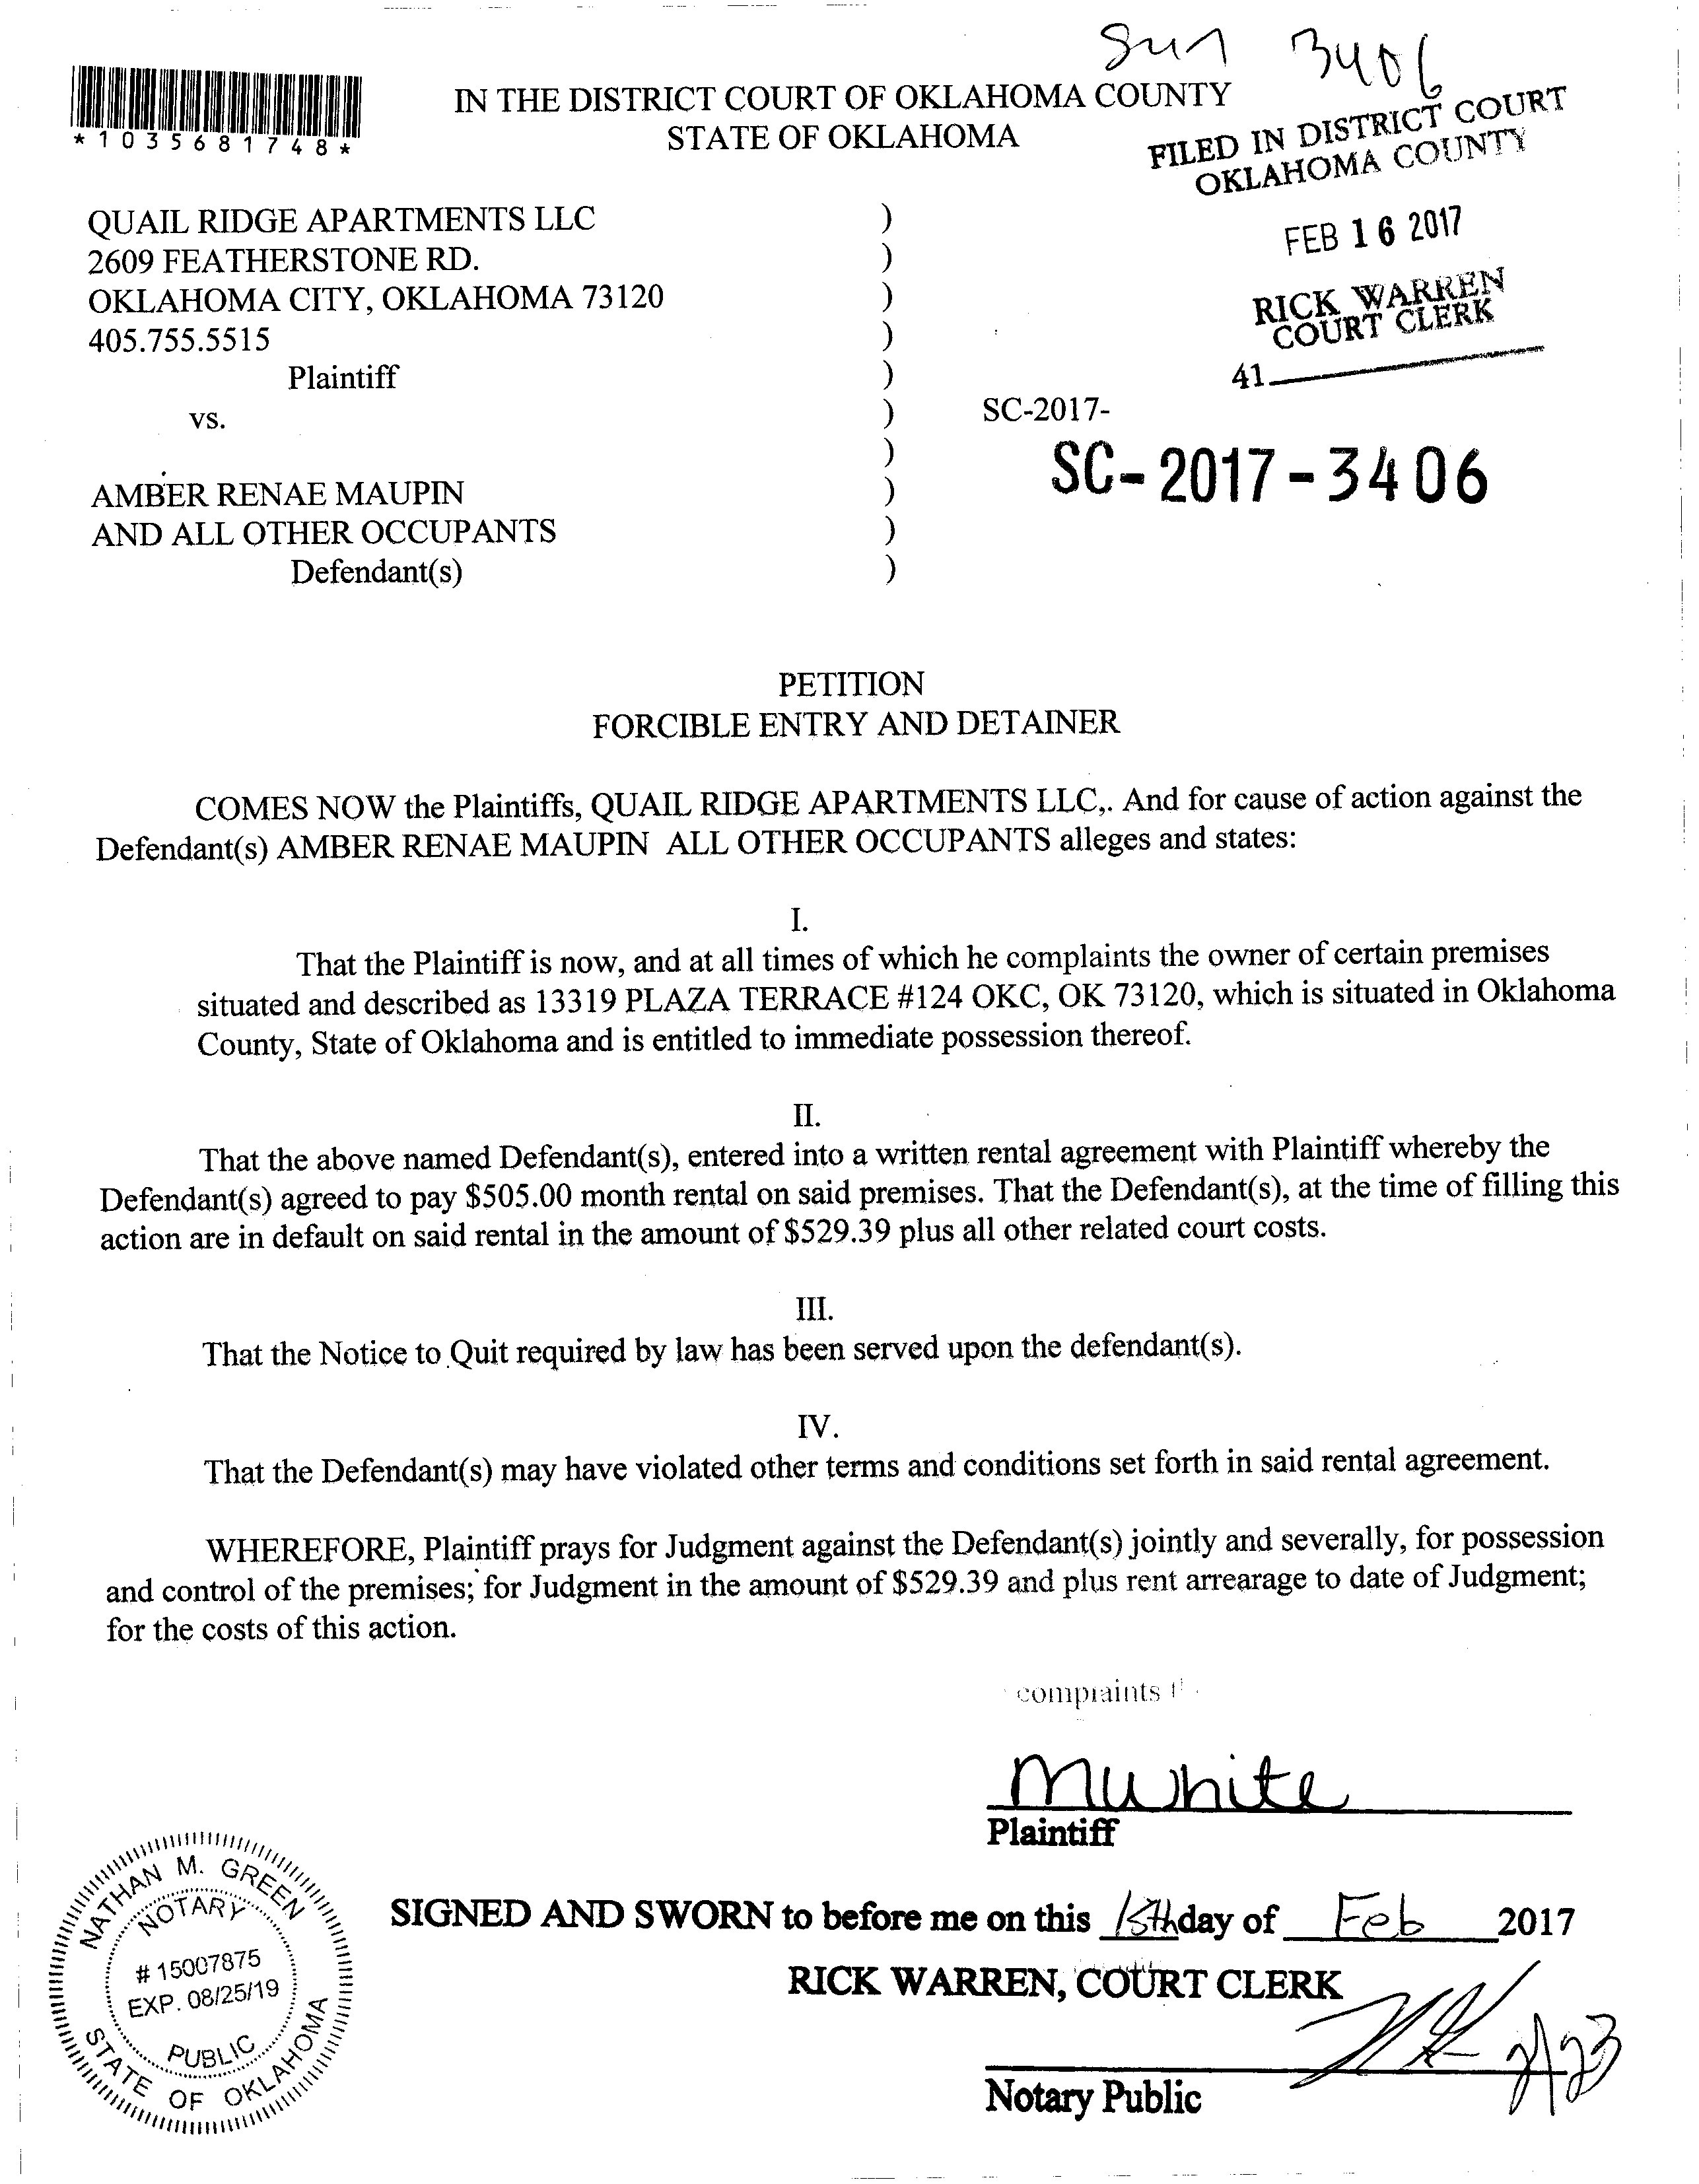 3406
*1035681748*
IN THE DISTRICT COURT OF OKLAHOMA COUNTY
STATE OF OKLAHOMA
FILED IN DISTRICT COURT
OKLAHOMA COUNTY
FEB 16 2017
RICK WARREN
COURT CLERK
41
QUAIL RIDGE APARTMENTS LLC )
2609 FEATHERSTONE RD. )
OKLAHOMA CITY, OKLAHOMA 73120 )
405.755.5515 )
Plaintiff )
vs. ) SC-2017-
)
SC-2017-3406
AMBER RENAE MAUPIN )
AND ALL OTHER OCCUPANTS )
Defendant(s) )
PETITION
FORCIBLE ENTRY AND DETAINER
COMES NOW the Plaintiffs, QUAIL RIDGE APARTMENTS LLC,. And for cause of action against the
Defendant(s) AMBER RENAE MAUPIN ALL OTHER OCCUPANTS alleges and states:
I.
That the Plaintiff is now, and at all times of which he complaints the owner of certain premises
situated and described as 13319 PLAZA TERRACE #124 OKC, OK 73120, which is situated in Oklahoma
County, State of Oklahoma and is entitled to immediate possession thereof.
II.
That the above named Defendant(s), entered into a written rental agreement with Plaintiff whereby the
Defendant(s) agreed to pay $505.00 month rental on said premises. That the Defendant(s), at the time of filling this
action are in default on said rental in the amount of $529.39 plus all other related court costs.
III.
That the Notice to Quit required by law has been served upon the defendant(s).
IV.
That the Defendant(s) may have violated other terms and conditions set forth in said rental agreement.
WHEREFORE, Plaintiff prays for Judgment against the Defendant(s) jointly and severally, for possession
and control of the premises; for Judgment in the amount of $529.39 and plus rent arrearage to date of Judgment;
for the costs of this action.
complaints
MWhite
Plaintiff
SIGNED AND SWORN to before me on this 15th day of Feb 2017
RICK WARREN, COURT CLERK
2/23
Notary Public
NATHAN M. GREEN
NOTARY
# 15007875
EXP. 08/25/19
PUBLIC
STATE OF OKLAHOMA